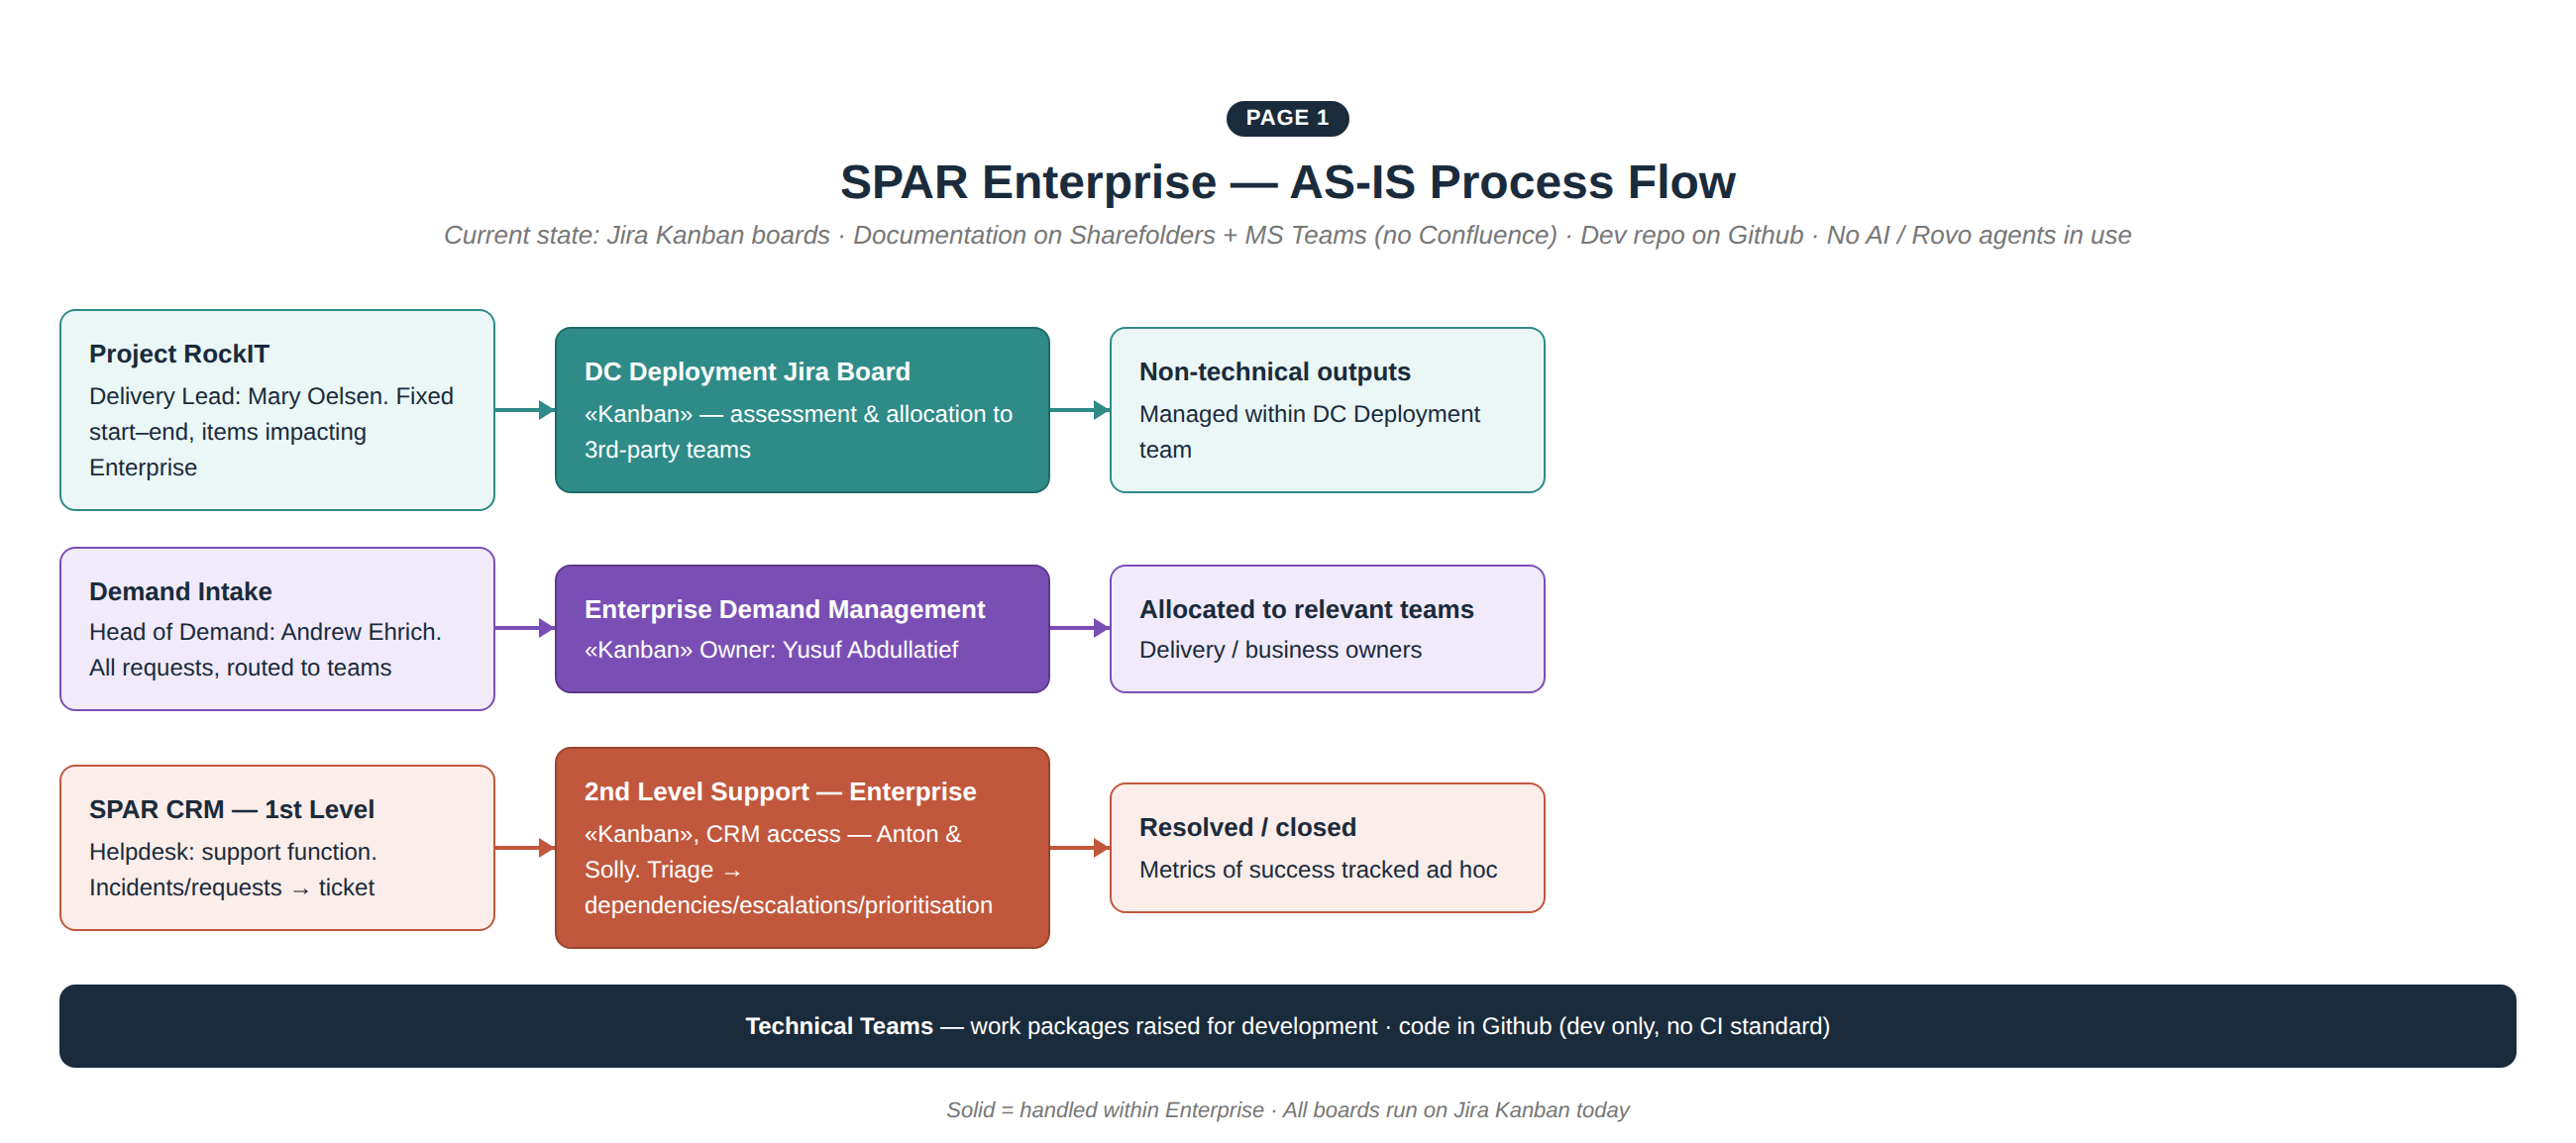 PAGE 1
SPAR Enterprise — AS-IS Process Flow
Current state: Jira Kanban boards · Documentation on Sharefolders + MS Teams (no Confluence) · Dev repo on Github · No AI / Rovo agents in use
Project RockIT
Delivery Lead: Mary Oelsen. Fixed
start–end, items impacting
Enterprise
DC Deployment Jira Board
«Kanban» — assessment & allocation to
3rd-party teams
Non-technical outputs
Managed within DC Deployment
team
Demand Intake
Head of Demand: Andrew Ehrich.
All requests, routed to teams
Enterprise Demand Management
«Kanban» Owner: Yusuf Abdullatief
Allocated to relevant teams
Delivery / business owners
SPAR CRM — 1st Level
Helpdesk: support function.
Incidents/requests → ticket
2nd Level Support — Enterprise
«Kanban», CRM access — Anton &
Solly. Triage →
dependencies/escalations/prioritisation
Resolved / closed
Metrics of success tracked ad hoc
Technical Teams — work packages raised for development · code in Github (dev only, no CI standard)
Solid = handled within Enterprise · All boards run on Jira Kanban today